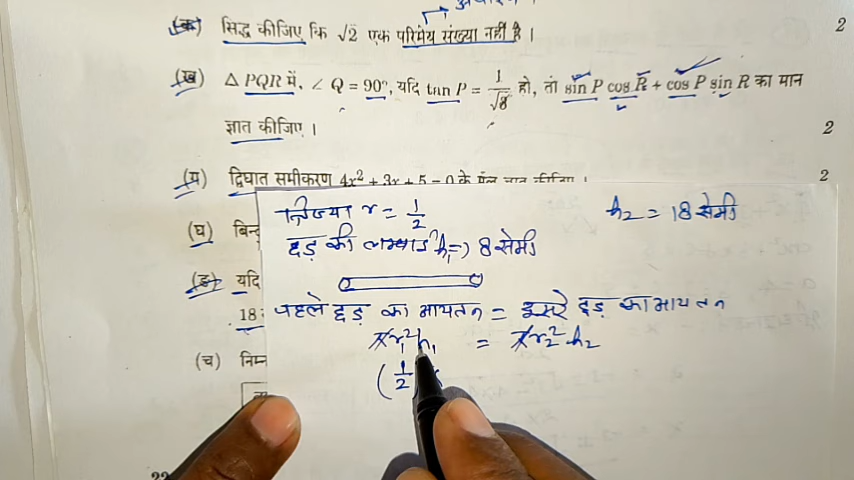 (क) सिद्ध कीजिए कि √2 एक परिमेय संख्या नहीं है । 2
(ख) △ PQR में, ∠ Q = 90°, यदि tan P = 1/√8 हो, तो sin P cos R + cos P sin R का मान
ज्ञात कीजिए । 2
द्विघात समीकरण 4x² + 3x + 5 = 0 के 2
त्रिज्या r = 1/2 h₂ = 18 सेमी
छड़ की लम्बाई h₁ = 8 सेमी
(घ)
(ङ) यदि
पहले छड़ का आयतन = दूसरे छड़ का आयतन
18
πr₁²h₁ = πr₂²h₂
(च) निम्न
(1/2)
22